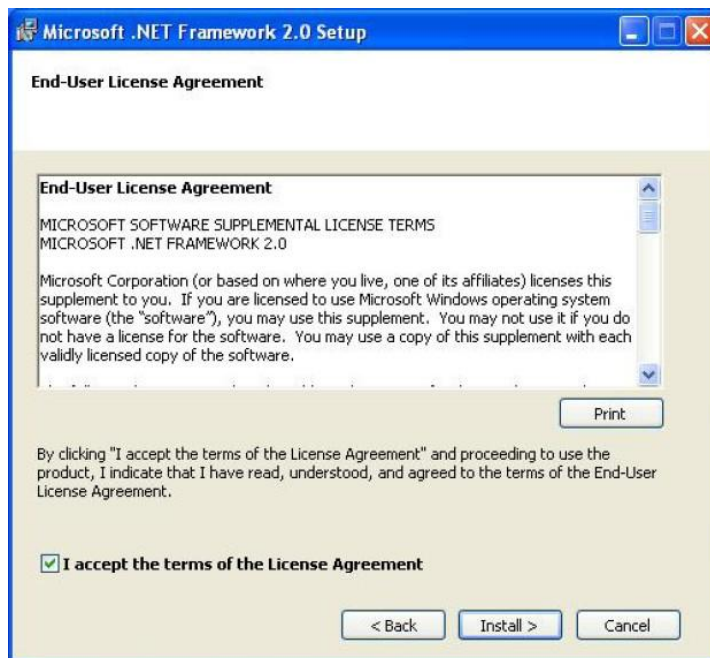 Microsoft .NET Framework 2.0 Setup
End-User License Agreement
End-User License Agreement
MICROSOFT SOFTWARE SUPPLEMENTAL LICENSE TERMS
MICROSOFT .NET FRAMEWORK 2.0
Microsoft Corporation (or based on where you live, one of its affiliates) licenses this
supplement to you.  If you are licensed to use Microsoft Windows operating system
software (the "software"), you may use this supplement.  You may not use it if you do
not have a license for the software.  You may use a copy of this supplement with each
validly licensed copy of the software.
Print
By clicking "I accept the terms of the License Agreement" and proceeding to use the
product, I indicate that I have read, understood, and agreed to the terms of the End-User
License Agreement.
I accept the terms of the License Agreement
< Back Install > Cancel